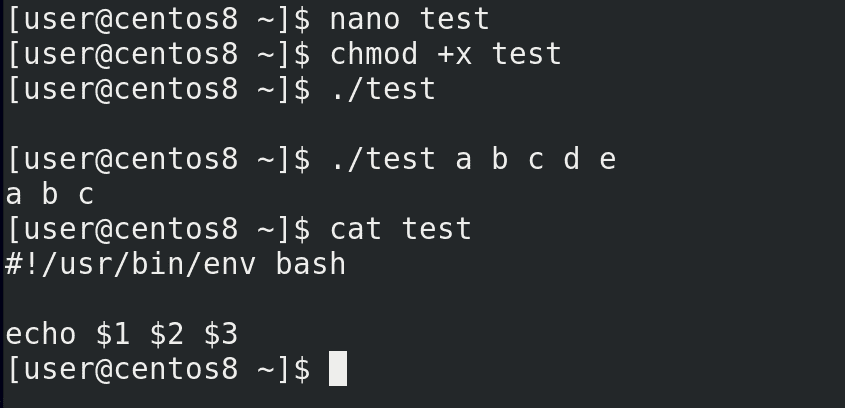 [user@centos8 ~]$ nano test
[user@centos8 ~]$ chmod +x test
[user@centos8 ~]$ ./test
[user@centos8 ~]$ ./test a b c d e
a b c
[user@centos8 ~]$ cat test
#!/usr/bin/env bash
echo $1 $2 $3
[user@centos8 ~]$